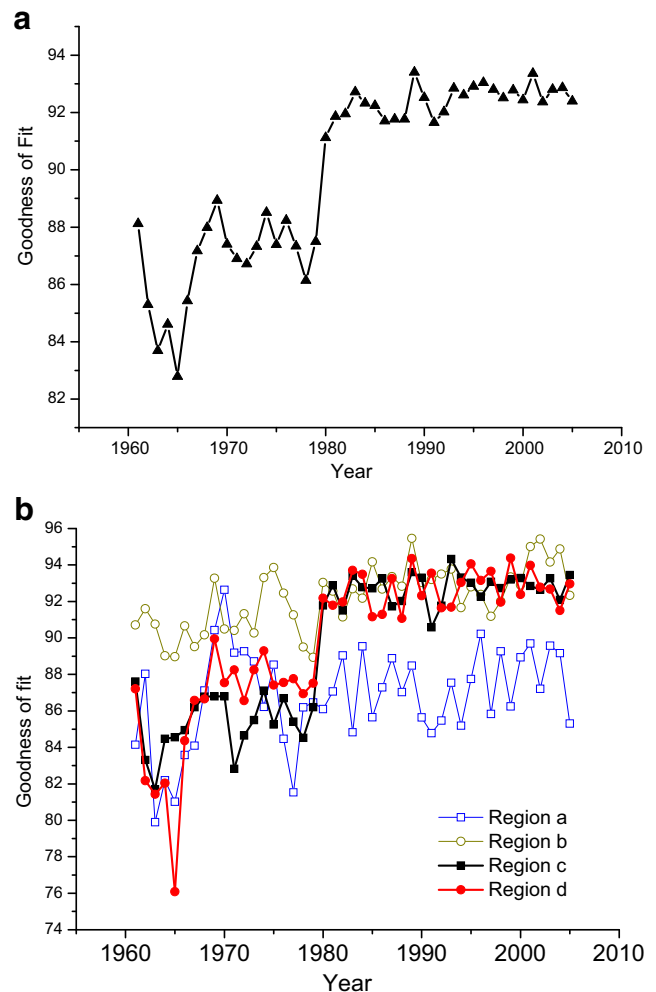 a
94
92
90
88
86
84
82
Goodness of Fit
1960 1970 1980 1990 2000 2010
Year
b
96
94
92
90
88
86
84
82
80
78
76
74
Goodness of fit
Region a
Region b
Region c
Region d
1960 1970 1980 1990 2000 2010
Year